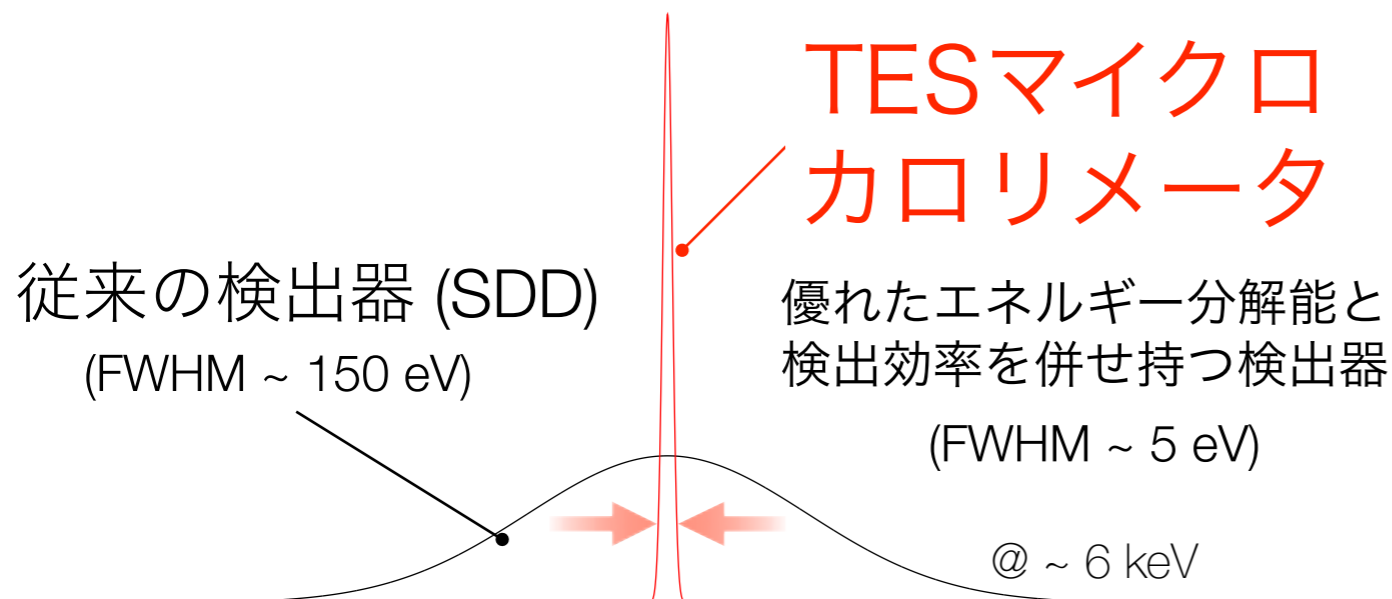 TESマイクロ
カロリメータ
従来の検出器 (SDD)
(FWHM ~ 150 eV)
優れたエネルギー分解能と
検出効率を併せ持つ検出器
(FWHM ~ 5 eV)
@ ~ 6 keV